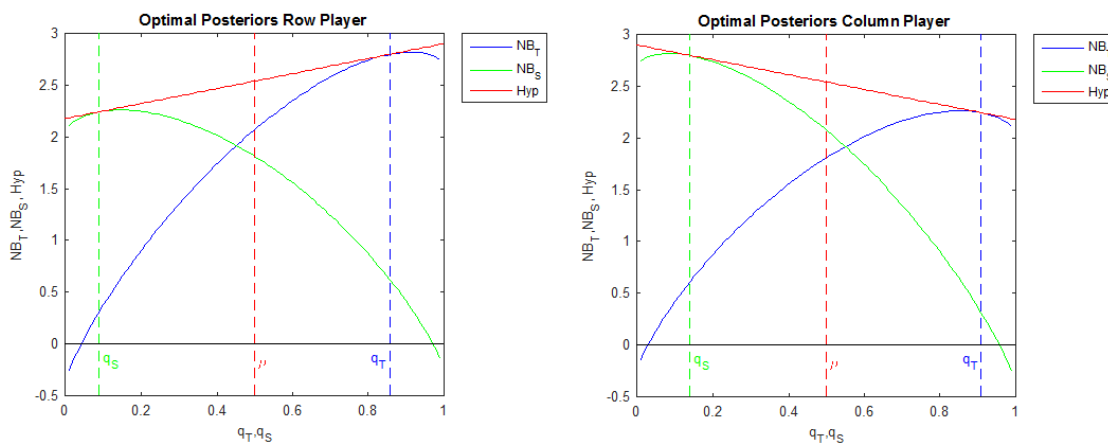 Optimal Posteriors Row Player
3
2.5
2
1.5
1
0.5
0
-0.5
NB_T,NB_S,Hyp
q_S
μ
q_T
0 0.2 0.4 0.6 0.8 1
q_T,q_S
NB_T
NB_S
Hyp
Optimal Posteriors Column Player
3
2.5
2
1.5
1
0.5
0
-0.5
NB_T,NB_S,Hyp
q_S
μ
q_T
0 0.2 0.4 0.6 0.8 1
q_T,q_S
NB
NB_S
Hyp